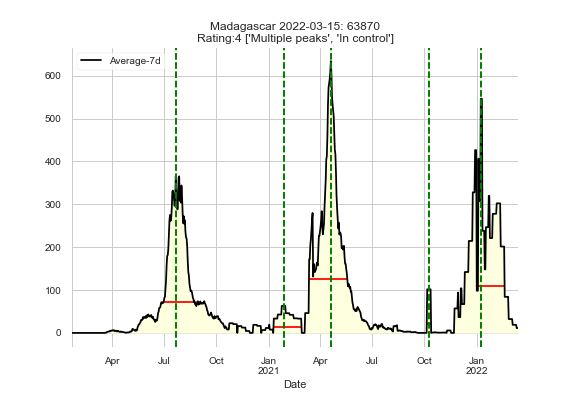 Madagascar 2022-03-15: 63870
Rating:4 ['Multiple peaks', 'In control']
Average-7d
600
500
400
300
200
100
0
Apr Jul Oct Jan Apr Jul Oct Jan
2021 2022
Date